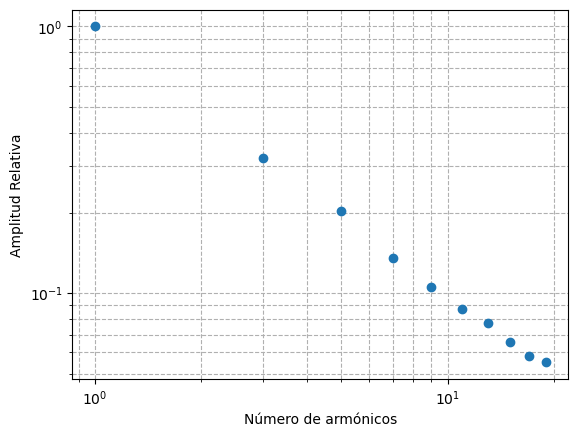 10⁰
10⁻¹
Amplitud Relativa
10⁰
10¹
Número de armónicos